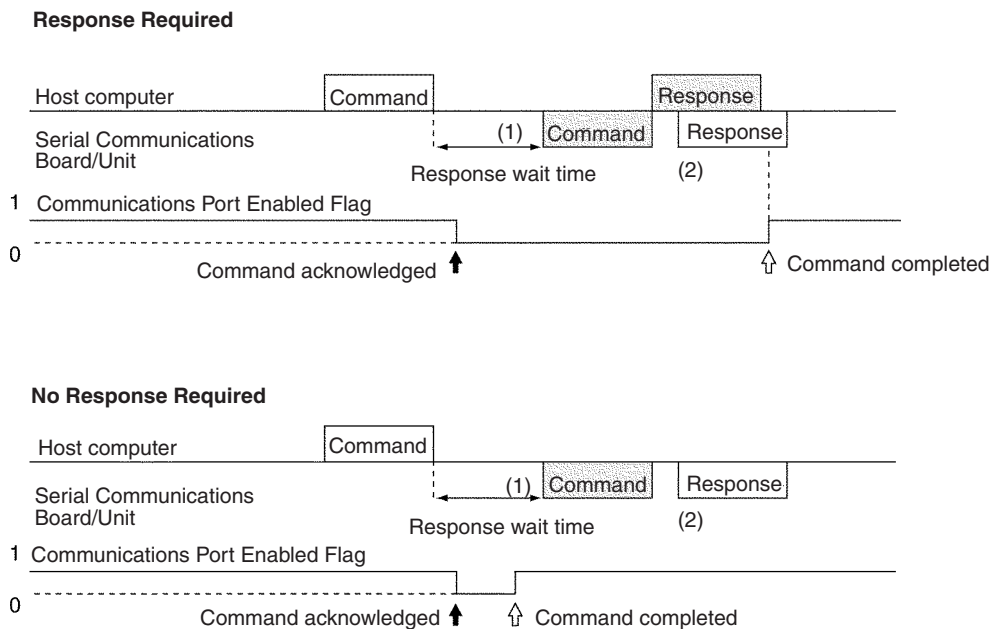 Response Required
Host computer
Command
Response
Serial Communications
Board/Unit
(1)
Command
Response
Response wait time
(2)
1
Communications Port Enabled Flag
0
Command acknowledged
Command completed
No Response Required
Host computer
Command
Serial Communications
Board/Unit
(1)
Command
Response
Response wait time
(2)
1
Communications Port Enabled Flag
0
Command acknowledged
Command completed